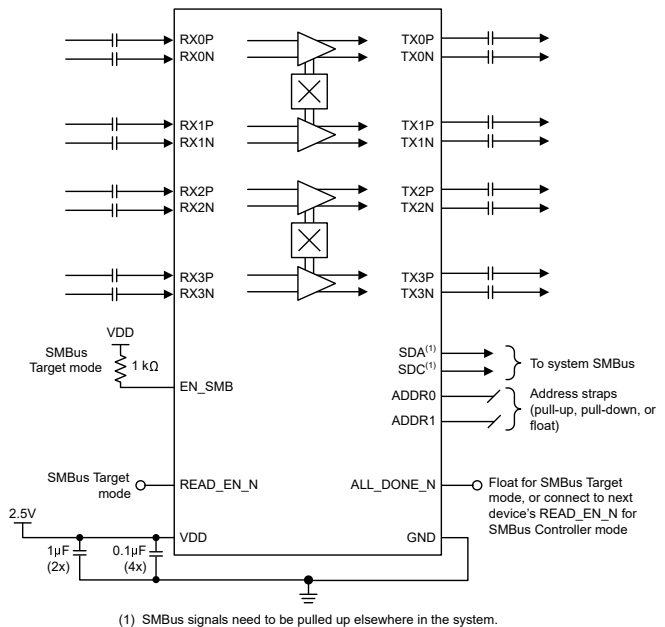 RX0P
RX0N
TX0P
TX0N
RX1P
RX1N
TX1P
TX1N
RX2P
RX2N
TX2P
TX2N
RX3P
RX3N
TX3P
TX3N
VDD
SMBus
Target mode
1 kΩ
EN_SMB
SDA(1)
SDC(1)
To system SMBus
ADDR0
ADDR1
Address straps
(pull-up, pull-down, or
float)
SMBus Target
mode
READ_EN_N
ALL_DONE_N
Float for SMBus Target
mode, or connect to next
device's READ_EN_N for
SMBus Controller mode
2.5V
VDD
GND
1μF
(2x)
0.1μF
(4x)
(1) SMBus signals need to be pulled up elsewhere in the system.